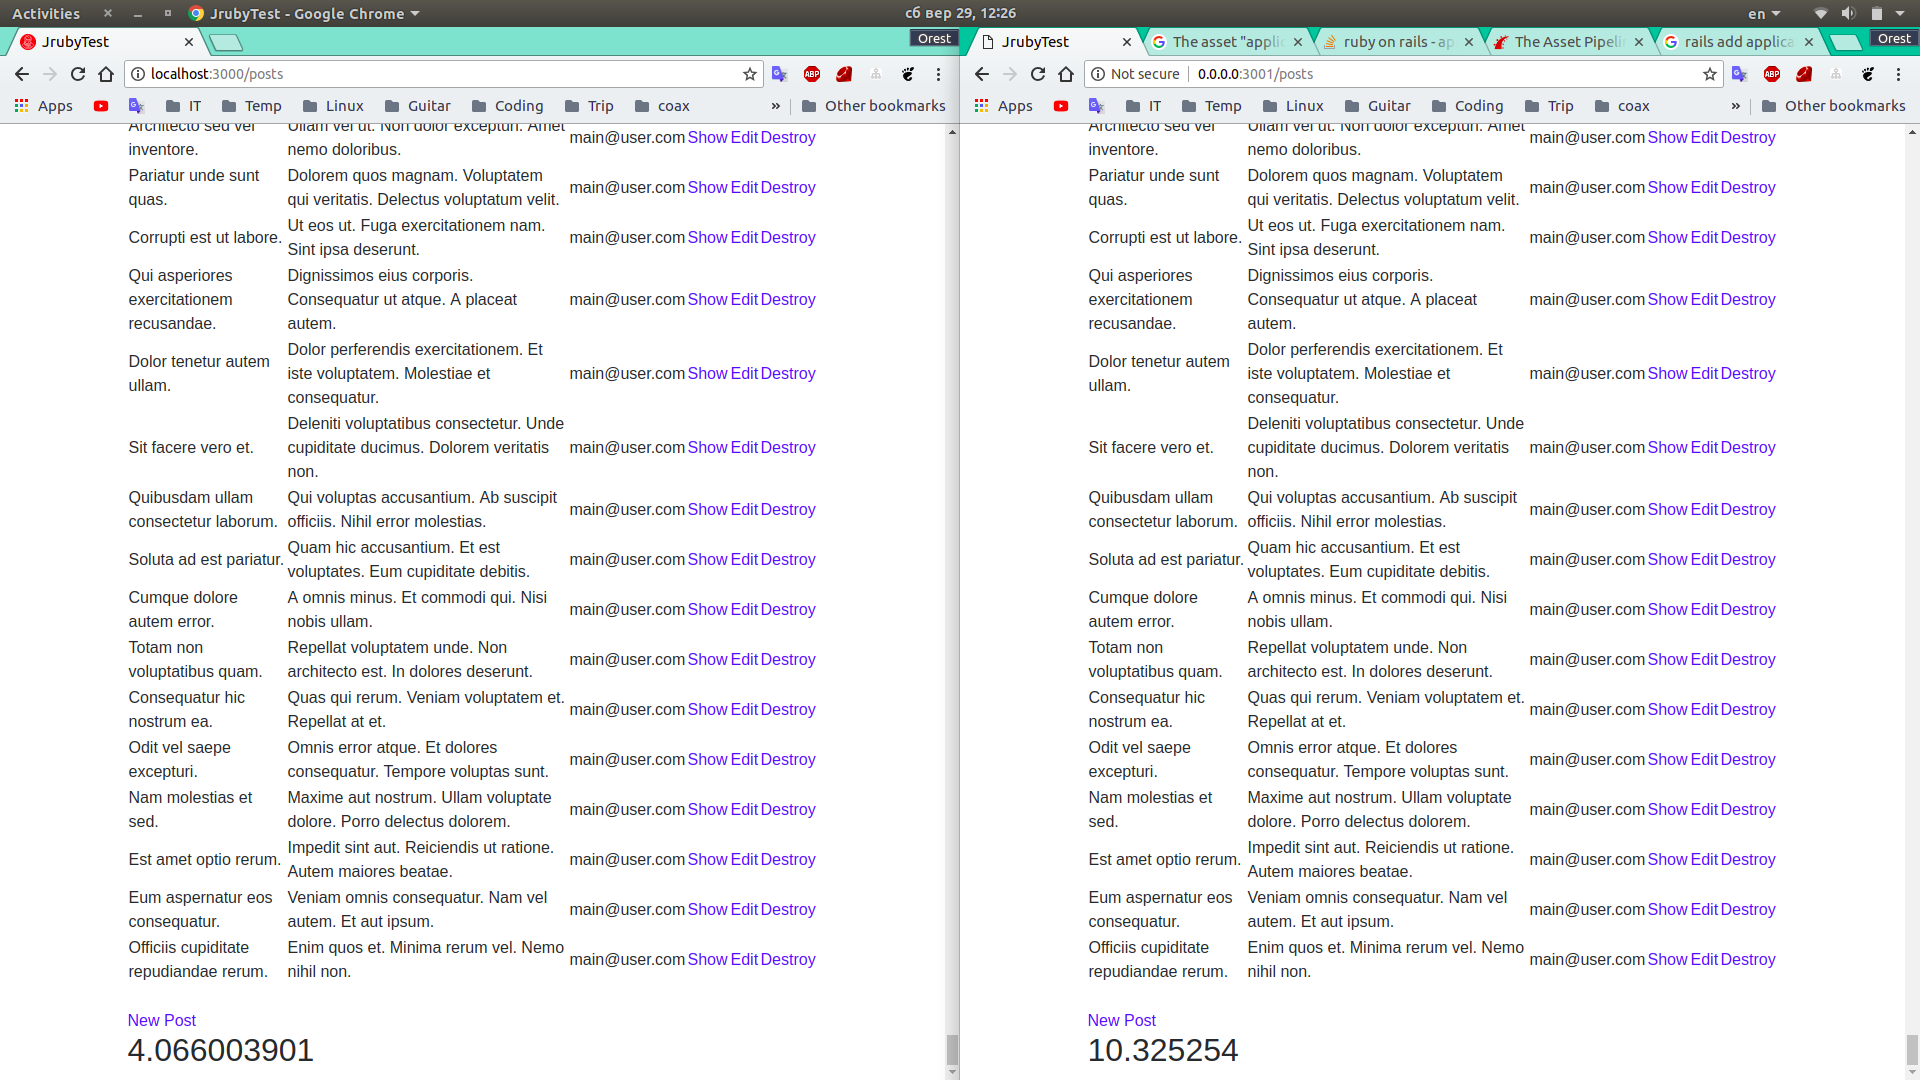 Activities
JrubyTest - Google Chrome
сб вер 29, 12:26
en
JrubyTest
Orest
localhost:3000/posts
Apps
IT
Temp
Linux
Guitar
Coding
Trip
coax
»
Other bookmarks
Architecto sed vel inventore.
Ullam vel ut. Non dolor excepturi. Amet nemo doloribus.
main@user.com Show Edit Destroy
Pariatur unde sunt quas.
Dolorem quos magnam. Voluptatem qui veritatis. Delectus voluptatum velit.
main@user.com Show Edit Destroy
Corrupti est ut labore.
Ut eos ut. Fuga exercitationem nam. Sint ipsa deserunt.
main@user.com Show Edit Destroy
Qui asperiores exercitationem recusandae.
Dignissimos eius corporis. Consequatur ut atque. A placeat autem.
main@user.com Show Edit Destroy
Dolor tenetur autem ullam.
Dolor perferendis exercitationem. Et iste voluptatem. Molestiae et consequatur.
main@user.com Show Edit Destroy
Sit facere vero et.
Deleniti voluptatibus consectetur. Unde cupiditate ducimus. Dolorem veritatis non.
main@user.com Show Edit Destroy
Quibusdam ullam consectetur laborum.
Qui voluptas accusantium. Ab suscipit officiis. Nihil error molestias.
main@user.com Show Edit Destroy
Soluta ad est pariatur.
Quam hic accusantium. Et est voluptates. Eum cupiditate debitis.
main@user.com Show Edit Destroy
Cumque dolore autem error.
A omnis minus. Et commodi qui. Nisi nobis ullam.
main@user.com Show Edit Destroy
Totam non voluptatibus quam.
Repellat voluptatem unde. Non architecto est. In dolores deserunt.
main@user.com Show Edit Destroy
Consequatur hic nostrum ea.
Quas qui rerum. Veniam voluptatem et. Repellat at et.
main@user.com Show Edit Destroy
Odit vel saepe excepturi.
Omnis error atque. Et dolores consequatur. Tempore voluptas sunt.
main@user.com Show Edit Destroy
Nam molestias et sed.
Maxime aut nostrum. Ullam voluptate dolore. Porro delectus dolorem.
main@user.com Show Edit Destroy
Est amet optio rerum.
Impedit sint aut. Reiciendis ut ratione. Autem maiores beatae.
main@user.com Show Edit Destroy
Eum aspernatur eos consequatur.
Veniam omnis consequatur. Nam vel autem. Et aut ipsum.
main@user.com Show Edit Destroy
Officiis cupiditate repudiandae rerum.
Enim quos et. Minima rerum vel. Nemo nihil non.
main@user.com Show Edit Destroy
New Post
4.066003901
JrubyTest
The asset "applic
ruby on rails - ap
The Asset Pipelin
rails add applica
Orest
Not secure
0.0.0.0:3001/posts
Apps
IT
Temp
Linux
Guitar
Coding
Trip
coax
»
Other bookmarks
Architecto sed vel inventore.
Ullam vel ut. Non dolor excepturi. Amet nemo doloribus.
main@user.com Show Edit Destroy
Pariatur unde sunt quas.
Dolorem quos magnam. Voluptatem qui veritatis. Delectus voluptatum velit.
main@user.com Show Edit Destroy
Corrupti est ut labore.
Ut eos ut. Fuga exercitationem nam. Sint ipsa deserunt.
main@user.com Show Edit Destroy
Qui asperiores exercitationem recusandae.
Dignissimos eius corporis. Consequatur ut atque. A placeat autem.
main@user.com Show Edit Destroy
Dolor tenetur autem ullam.
Dolor perferendis exercitationem. Et iste voluptatem. Molestiae et consequatur.
main@user.com Show Edit Destroy
Sit facere vero et.
Deleniti voluptatibus consectetur. Unde cupiditate ducimus. Dolorem veritatis non.
main@user.com Show Edit Destroy
Quibusdam ullam consectetur laborum.
Qui voluptas accusantium. Ab suscipit officiis. Nihil error molestias.
main@user.com Show Edit Destroy
Soluta ad est pariatur.
Quam hic accusantium. Et est voluptates. Eum cupiditate debitis.
main@user.com Show Edit Destroy
Cumque dolore autem error.
A omnis minus. Et commodi qui. Nisi nobis ullam.
main@user.com Show Edit Destroy
Totam non voluptatibus quam.
Repellat voluptatem unde. Non architecto est. In dolores deserunt.
main@user.com Show Edit Destroy
Consequatur hic nostrum ea.
Quas qui rerum. Veniam voluptatem et. Repellat at et.
main@user.com Show Edit Destroy
Odit vel saepe excepturi.
Omnis error atque. Et dolores consequatur. Tempore voluptas sunt.
main@user.com Show Edit Destroy
Nam molestias et sed.
Maxime aut nostrum. Ullam voluptate dolore. Porro delectus dolorem.
main@user.com Show Edit Destroy
Est amet optio rerum.
Impedit sint aut. Reiciendis ut ratione. Autem maiores beatae.
main@user.com Show Edit Destroy
Eum aspernatur eos consequatur.
Veniam omnis consequatur. Nam vel autem. Et aut ipsum.
main@user.com Show Edit Destroy
Officiis cupiditate repudiandae rerum.
Enim quos et. Minima rerum vel. Nemo nihil non.
main@user.com Show Edit Destroy
New Post
10.325254